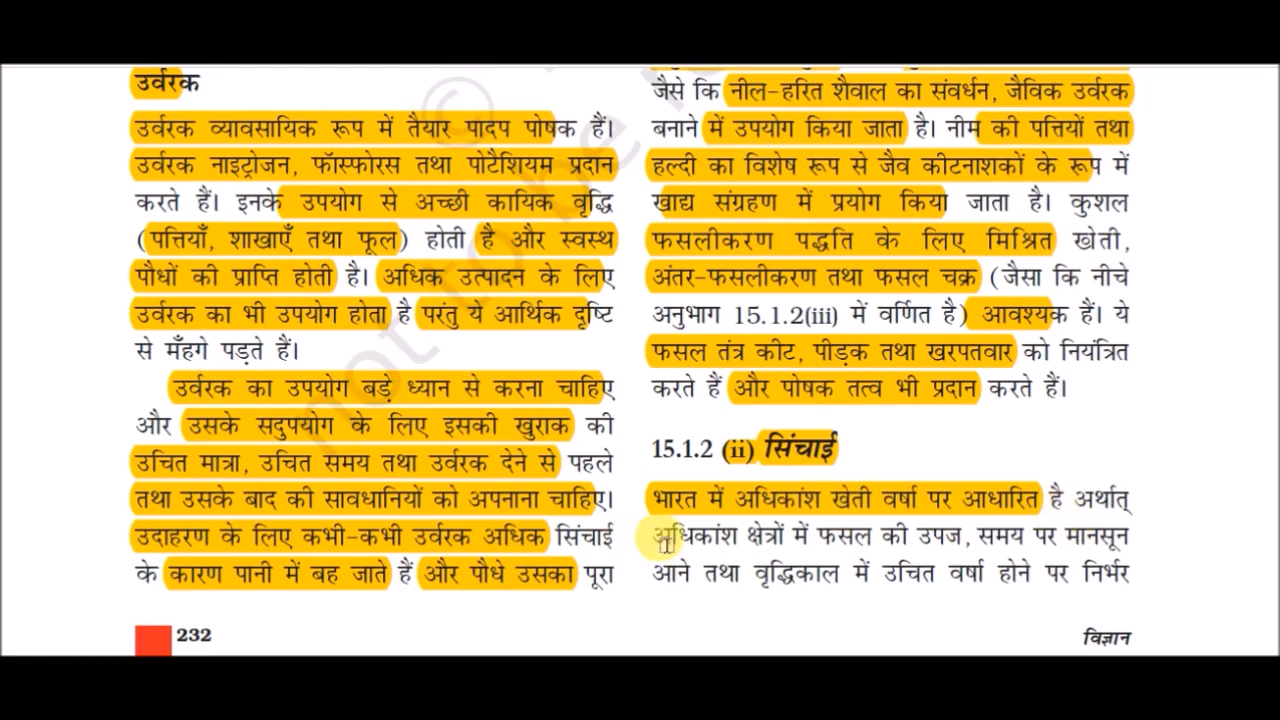 उर्वरक
उर्वरक व्यावसायिक रूप में तैयार पादप पोषक हैं।
उर्वरक नाइट्रोजन, फॉस्फोरस तथा पोटैशियम प्रदान
करते हैं। इनके उपयोग से अच्छी कायिक वृद्धि
(पत्तियाँ, शाखाएँ तथा फूल) होती है और स्वस्थ
पौधों की प्राप्ति होती है। अधिक उत्पादन के लिए
उर्वरक का भी उपयोग होता है परंतु ये आर्थिक दृष्टि
से मँहगे पड़ते हैं।
उर्वरक का उपयोग बड़े ध्यान से करना चाहिए
और उसके सदुपयोग के लिए इसकी खुराक की
उचित मात्रा, उचित समय तथा उर्वरक देने से पहले
तथा उसके बाद की सावधानियों को अपनाना चाहिए।
उदाहरण के लिए कभी-कभी उर्वरक अधिक सिंचाई
के कारण पानी में बह जाते हैं और पौधे उसका पूरा
जैसे कि नील-हरित शैवाल का संवर्धन, जैविक उर्वरक
बनाने में उपयोग किया जाता है। नीम की पत्तियों तथा
हल्दी का विशेष रूप से जैव कीटनाशकों के रूप में
खाद्य संग्रहण में प्रयोग किया जाता है। कुशल
फसलीकरण पद्धति के लिए मिश्रित खेती,
अंतर-फसलीकरण तथा फसल चक्र (जैसा कि नीचे
अनुभाग 15.1.2(iii) में वर्णित है) आवश्यक हैं। ये
फसल तंत्र कीट, पीड़क तथा खरपतवार को नियंत्रित
करते हैं और पोषक तत्व भी प्रदान करते हैं।
15.1.2 (ii) सिंचाई
भारत में अधिकांश खेती वर्षा पर आधारित है अर्थात्
अधिकांश क्षेत्रों में फसल की उपज, समय पर मानसून
आने तथा वृद्धिकाल में उचित वर्षा होने पर निर्भर
232
विज्ञान
© not to be